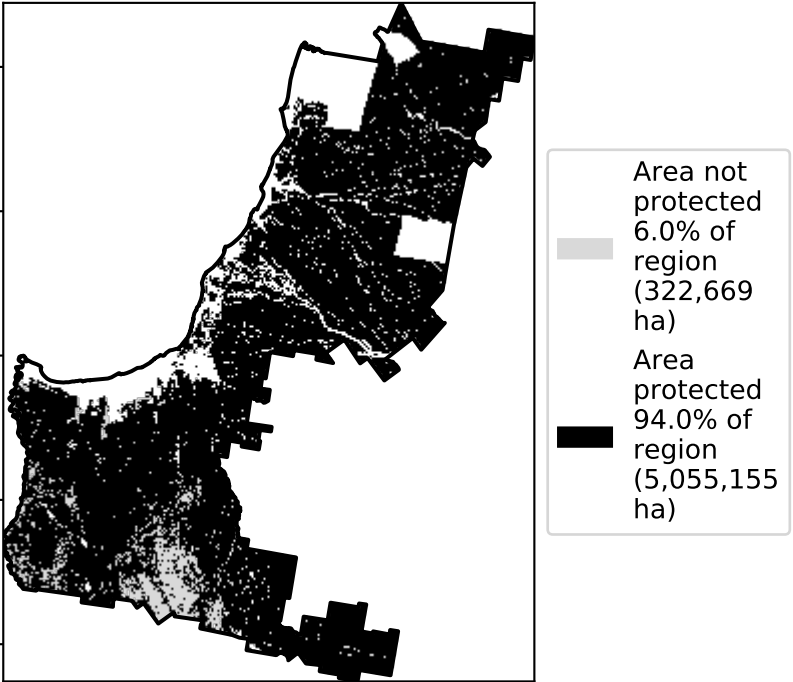 Area not
protected
6.0% of
region
(322,669
ha)
Area
protected
94.0% of
region
(5,055,155
ha)